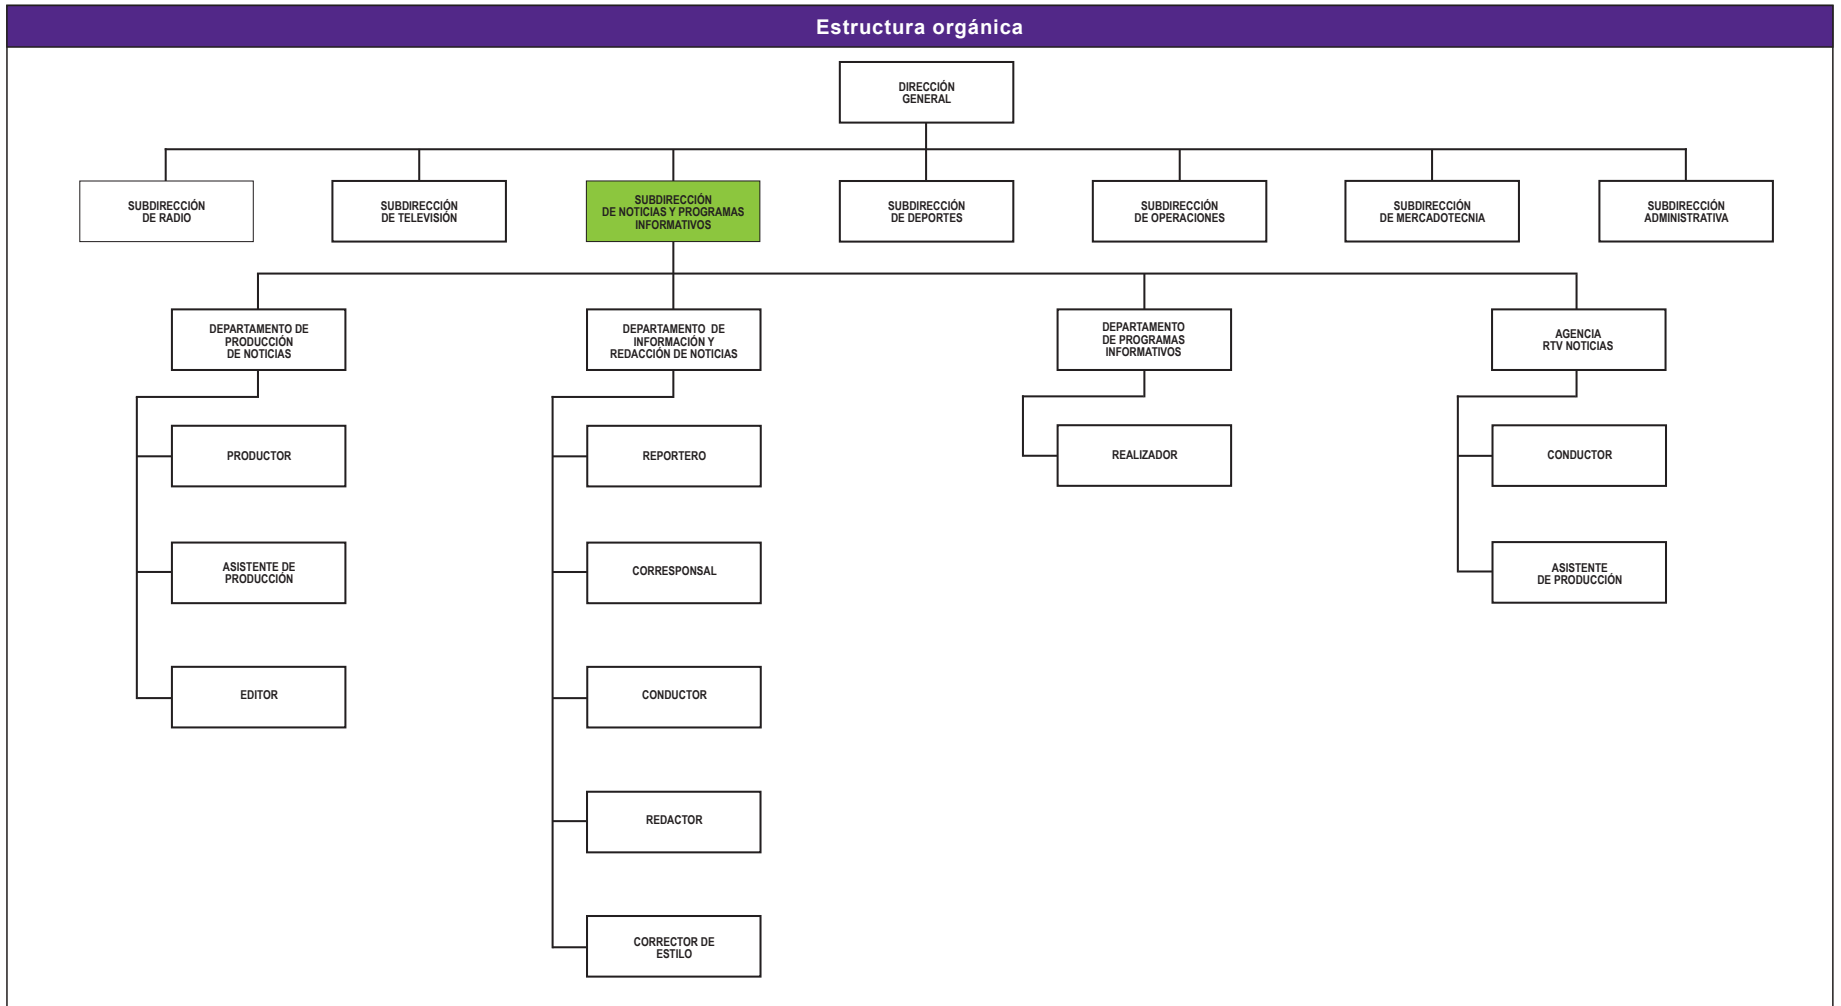 Estructura orgánica
DIRECCIÓN
GENERAL
SUBDIRECCIÓN
DE RADIO
SUBDIRECCIÓN
DE TELEVISIÓN
SUBDIRECCIÓN
DE NOTICIAS Y PROGRAMAS
INFORMATIVOS
SUBDIRECCIÓN
DE DEPORTES
SUBDIRECCIÓN
DE OPERACIONES
SUBDIRECCIÓN
DE MERCADOTECNIA
SUBDIRECCIÓN
ADMINISTRATIVA
DEPARTAMENTO DE
PRODUCCIÓN
DE NOTICIAS
DEPARTAMENTO DE
INFORMACIÓN Y
REDACCIÓN DE NOTICIAS
DEPARTAMENTO
DE PROGRAMAS
INFORMATIVOS
AGENCIA
RTV NOTICIAS
PRODUCTOR
REPORTERO
REALIZADOR
CONDUCTOR
ASISTENTE DE
PRODUCCIÓN
CORRESPONSAL
ASISTENTE
DE PRODUCCIÓN
EDITOR
CONDUCTOR
REDACTOR
CORRECTOR DE
ESTILO